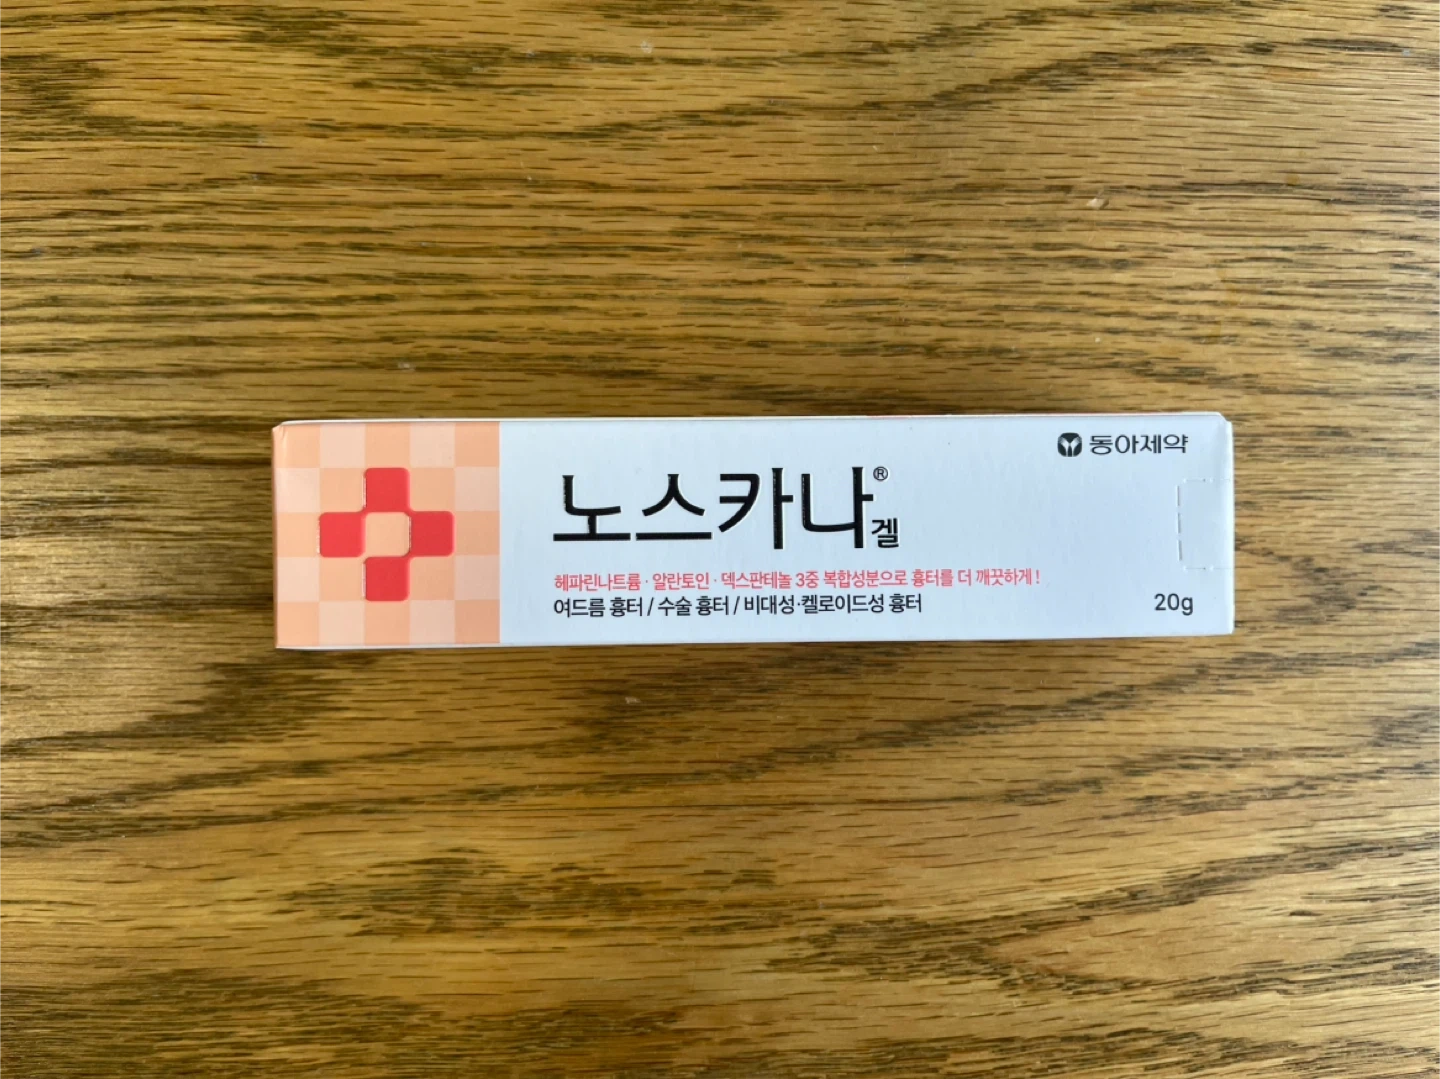 동아제약
노스카나®겔
헤파린나트륨·알란토인·덱스판테놀 3중 복합성분으로 흉터를 더 깨끗하게!
여드름 흉터 / 수술 흉터 / 비대성·켈로이드성 흉터
20g